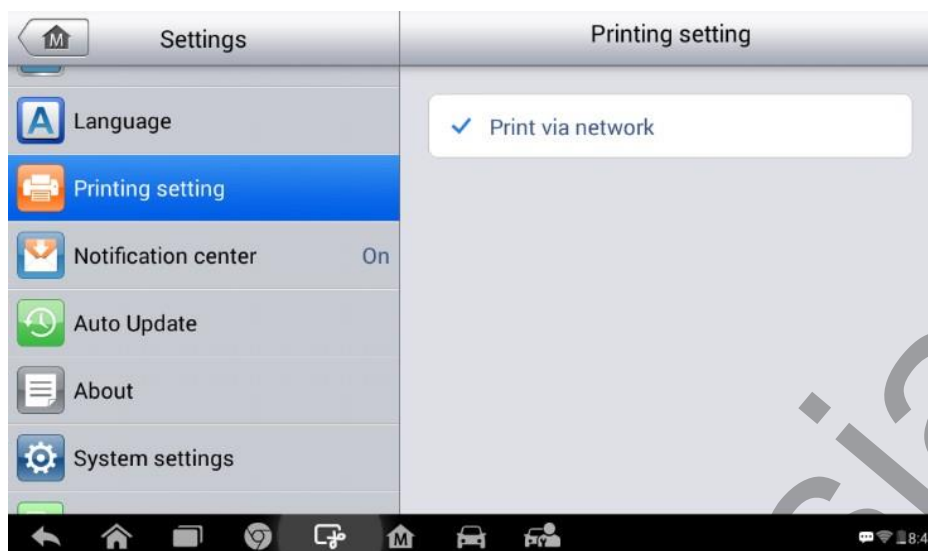 Settings
Printing setting
Language
Print via network
Printing setting
Notification center On
Auto Update
About
System settings